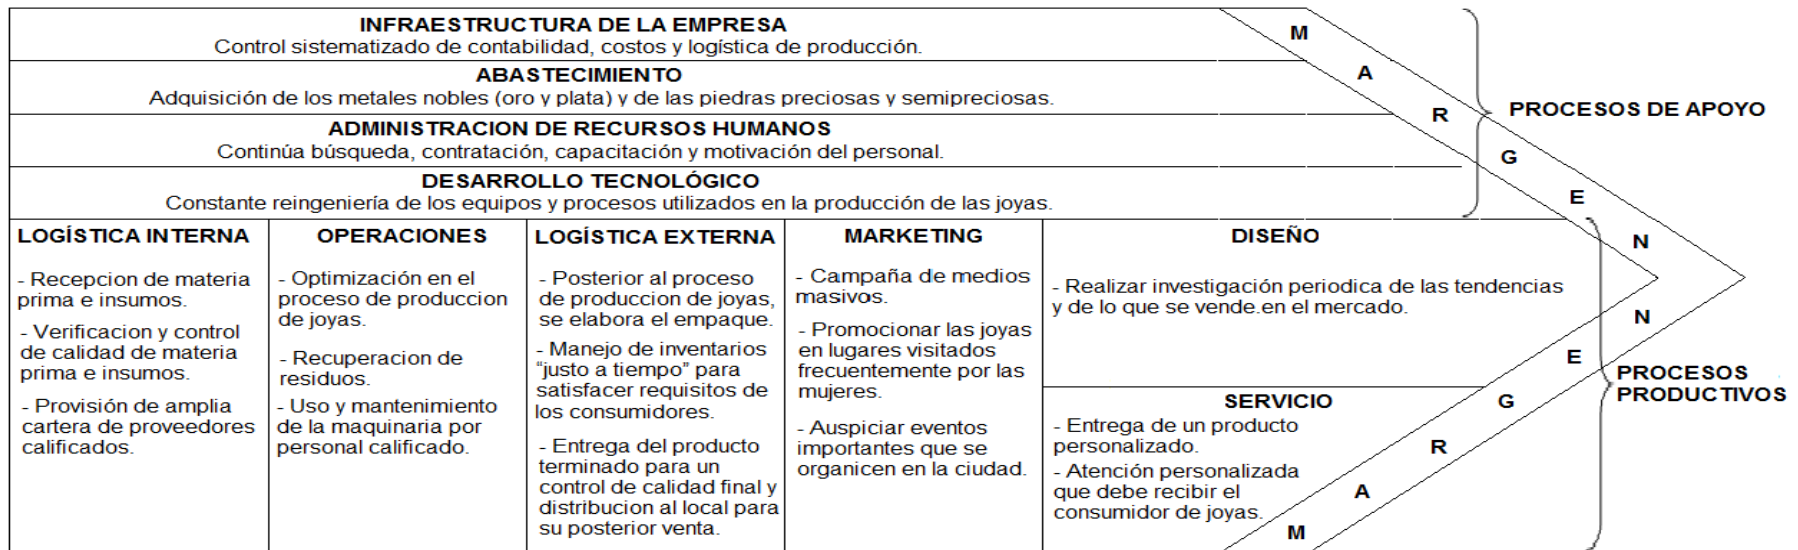 INFRAESTRUCTURA DE LA EMPRESA
Control sistematizado de contabilidad, costos y logística de producción.
ABASTECIMIENTO
Adquisición de los metales nobles (oro y plata) y de las piedras preciosas y semipreciosas.
ADMINISTRACION DE RECURSOS HUMANOS
Continúa búsqueda, contratación, capacitación y motivación del personal.
DESARROLLO TECNOLÓGICO
Constante reingeniería de los equipos y procesos utilizados en la producción de las joyas.
MARGEN
PROCESOS DE APOYO
LOGÍSTICA INTERNA
- Recepcion de materia
prima e insumos.
- Verificacion y control
de calidad de materia
prima e insumos.
- Provisión de amplia
cartera de proveedores
calificados.
OPERACIONES
- Optimización en el
proceso de produccion
de joyas.
- Recuperacion de
residuos.
- Uso y mantenimiento
de la maquinaria por
personal calificado.
LOGÍSTICA EXTERNA
- Posterior al proceso
de produccion de joyas,
se elabora el empaque.
- Manejo de inventarios
“justo a tiempo” para
satisfacer requisitos de
los consumidores.
- Entrega del producto
terminado para un
control de calidad final y
distribucion al local para
su posterior venta.
MARKETING
- Campaña de medios
masivos.
- Promocionar las joyas
en lugares visitados
frecuentemente por las
mujeres.
- Auspiciar eventos
importantes que se
organicen en la ciudad.
DISEÑO
- Realizar investigación periodica de las tendencias
y de lo que se vende.en el mercado.
SERVICIO
- Entrega de un producto
personalizado.
- Atención personalizada
que debe recibir el
consumidor de joyas.
MARGEN
PROCESOS
PRODUCTIVOS